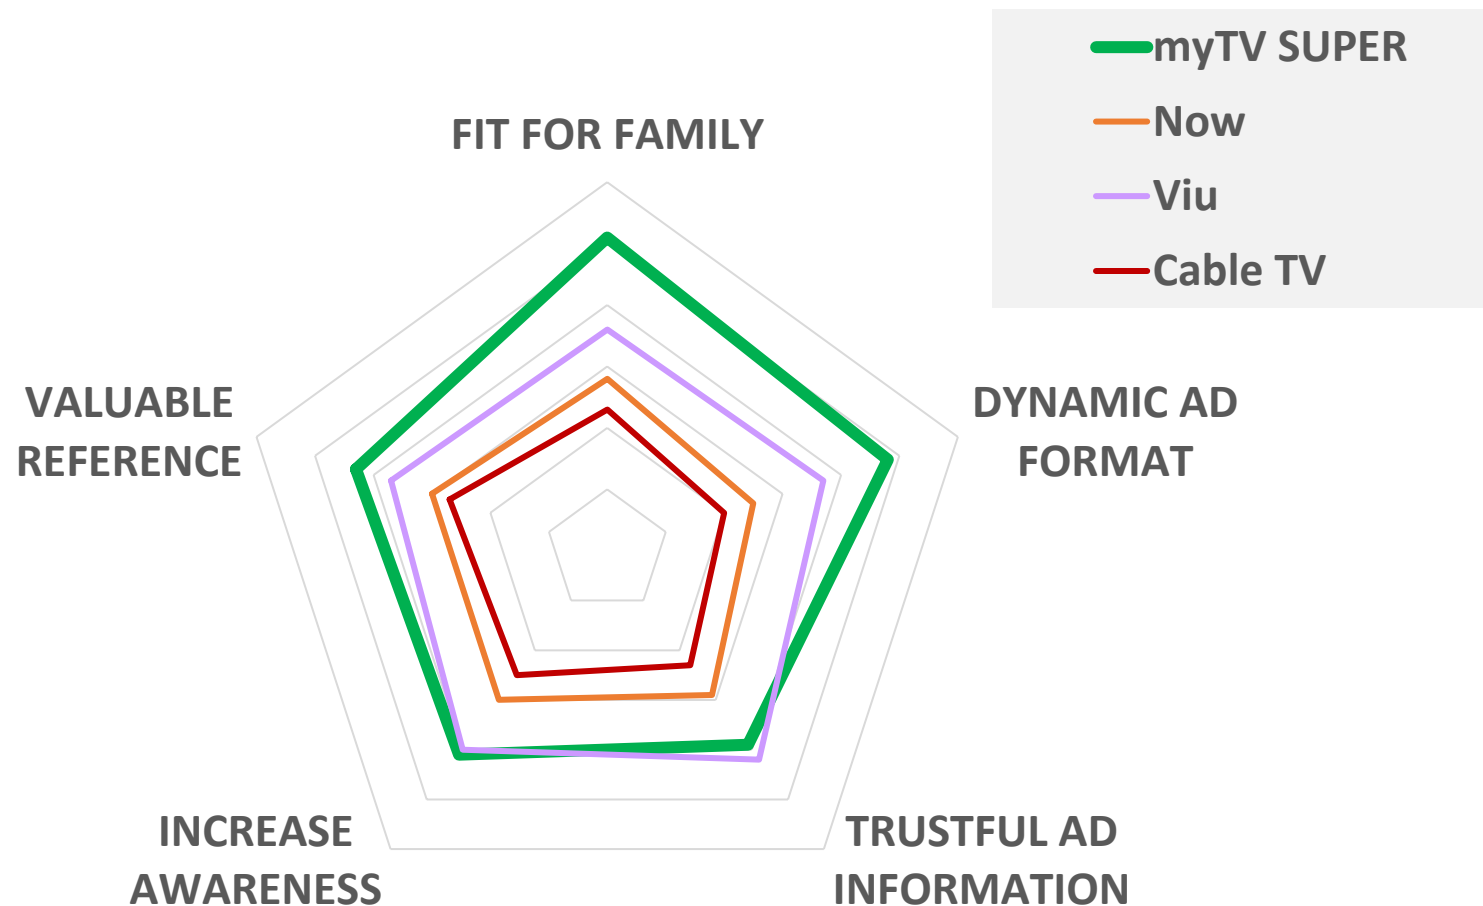 myTV SUPER
Now
Viu
Cable TV
FIT FOR FAMILY
DYNAMIC AD
FORMAT
TRUSTFUL AD
INFORMATION
INCREASE
AWARENESS
VALUABLE
REFERENCE